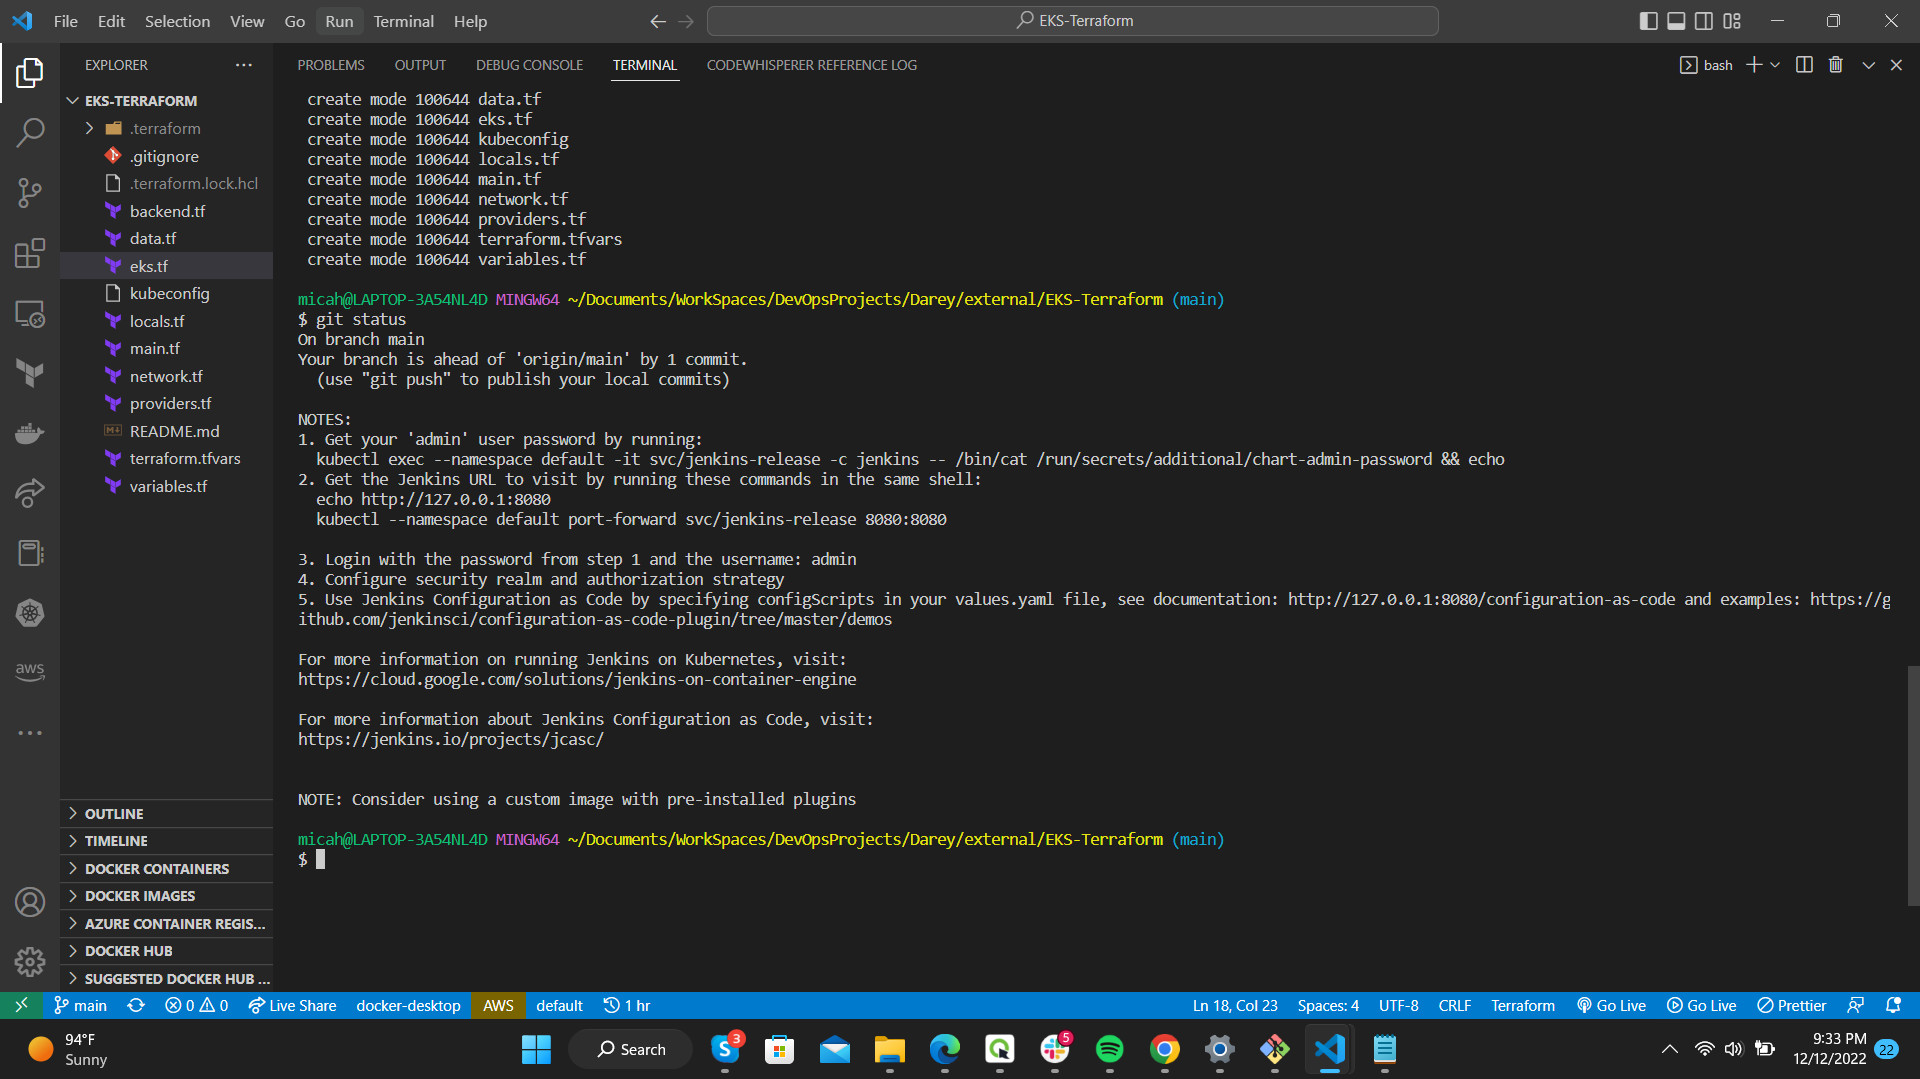 File Edit Selection View Go Run Terminal Help
EKS-Terraform
EXPLORER
PROBLEMS OUTPUT DEBUG CONSOLE TERMINAL CODEWHISPERER REFERENCE LOG
bash
EKS-TERRAFORM
.terraform
.gitignore
.terraform.lock.hcl
backend.tf
data.tf
eks.tf
kubeconfig
locals.tf
main.tf
network.tf
providers.tf
README.md
terraform.tfvars
variables.tf
aws
OUTLINE
TIMELINE
DOCKER CONTAINERS
DOCKER IMAGES
AZURE CONTAINER REGIS...
DOCKER HUB
SUGGESTED DOCKER HUB ...
create mode 100644 data.tf
create mode 100644 eks.tf
create mode 100644 kubeconfig
create mode 100644 locals.tf
create mode 100644 main.tf
create mode 100644 network.tf
create mode 100644 providers.tf
create mode 100644 terraform.tfvars
create mode 100644 variables.tf
micah@LAPTOP-3A54NL4D MINGW64 ~/Documents/WorkSpaces/DevOpsProjects/Darey/external/EKS-Terraform (main)
$ git status
On branch main
Your branch is ahead of 'origin/main' by 1 commit.
(use "git push" to publish your local commits)
NOTES:
1. Get your 'admin' user password by running:
kubectl exec --namespace default -it svc/jenkins-release -c jenkins -- /bin/cat /run/secrets/additional/chart-admin-password && echo
2. Get the Jenkins URL to visit by running these commands in the same shell:
echo http://127.0.0.1:8080
kubectl --namespace default port-forward svc/jenkins-release 8080:8080
3. Login with the password from step 1 and the username: admin
4. Configure security realm and authorization strategy
5. Use Jenkins Configuration as Code by specifying configScripts in your values.yaml file, see documentation: http://127.0.0.1:8080/configuration-as-code and examples: https://g
ithub.com/jenkinsci/configuration-as-code-plugin/tree/master/demos
For more information on running Jenkins on Kubernetes, visit:
https://cloud.google.com/solutions/jenkins-on-container-engine
For more information about Jenkins Configuration as Code, visit:
https://jenkins.io/projects/jcasc/
NOTE: Consider using a custom image with pre-installed plugins
micah@LAPTOP-3A54NL4D MINGW64 ~/Documents/WorkSpaces/DevOpsProjects/Darey/external/EKS-Terraform (main)
$
main 0 0 Live Share docker-desktop AWS default 1 hr Ln 18, Col 23 Spaces: 4 UTF-8 CRLF Terraform Go Live Go Live Prettier
94°F
Sunny
Search
S 3
5
9:33 PM
12/12/2022
22